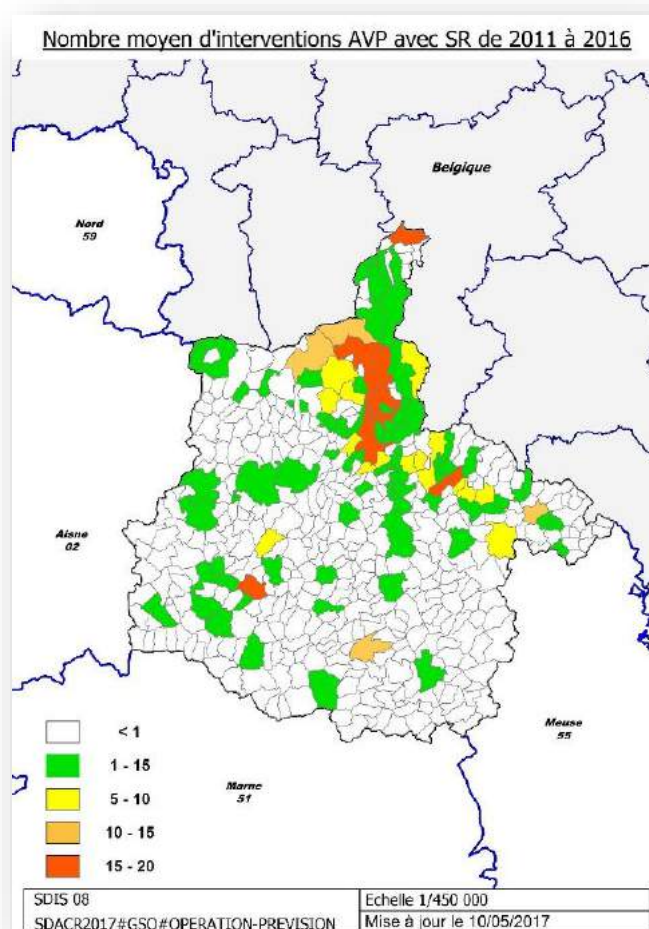 Nombre moyen d'interventions AVP avec SR de 2011 à 2016
Belgique
Nord
59
Aisne
02
Meuse
55
Marne
51
< 1
1 - 15
5 - 10
10 - 15
15 - 20
SDIS 08
Echelle 1/450 000
SDACR2017#GSO#OPERATION-PREVISION
Mise à jour le 10/05/2017